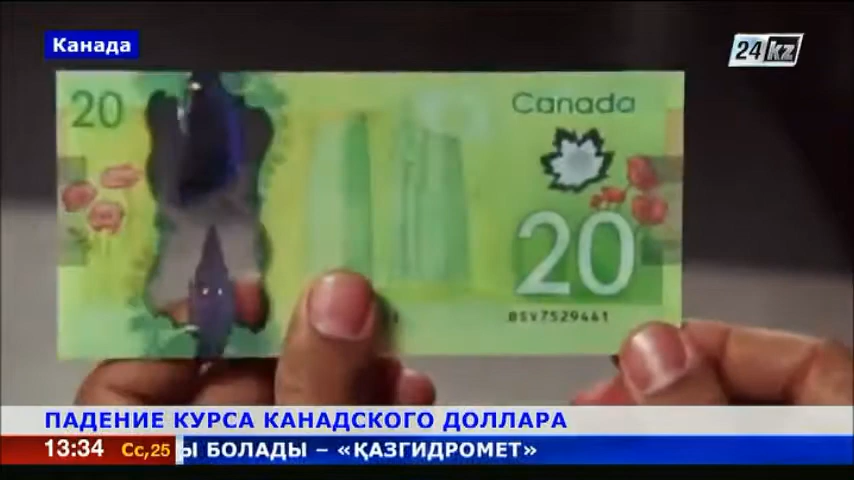 Канада
24kz
20
Canada
20
BSV7529441
ПАДЕНИЕ КУРСА КАНАДСКОГО ДОЛЛАРА
13:34 Сс,25 Ы БОЛАДЫ – «ҚАЗГИДРОМЕТ»